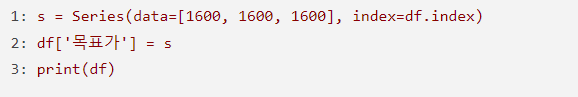 1: s = Series(data=[1600, 1600, 1600], index=df.index)
2: df['목표가'] = s
3: print(df)